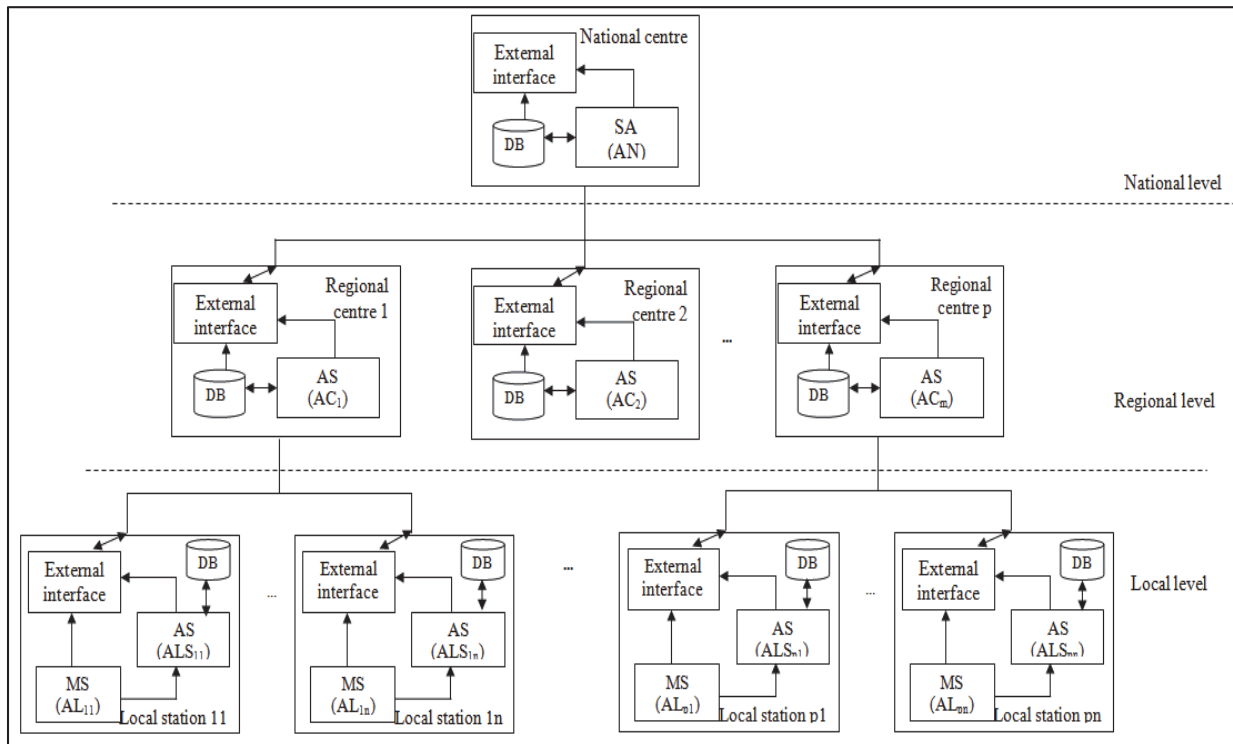 National centre
External
interface
DB
SA
(AN)
National level
Regional
centre 1
External
interface
DB
AS
(AC₁)
Regional
centre 2
External
interface
DB
AS
(AC₂)
...
Regional
centre p
External
interface
DB
AS
(ACₘ)
Regional level
External
interface
DB
AS
(ALS₁₁)
MS
(AL₁₁)
Local station 11
...
External
interface
DB
AS
(ALS₁ₙ)
MS
(AL₁ₙ)
Local station 1n
...
External
interface
DB
AS
(ALSₚ₁)
MS
(ALₚ₁)
Local station p1
...
External
interface
DB
AS
(ALSₚₙ)
MS
(ALₚₙ)
Local station pn
Local level